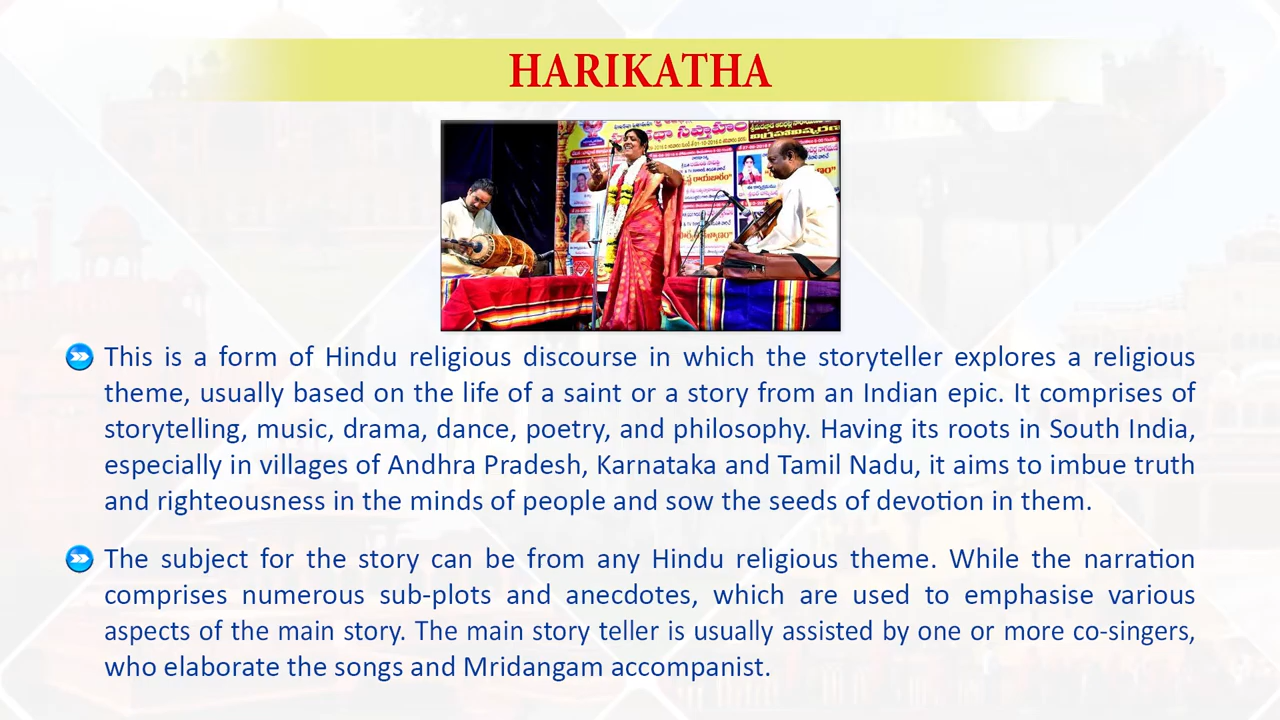 HARIKATHA
This is a form of Hindu religious discourse in which the storyteller explores a religious
theme, usually based on the life of a saint or a story from an Indian epic. It comprises of
storytelling, music, drama, dance, poetry, and philosophy. Having its roots in South India,
especially in villages of Andhra Pradesh, Karnataka and Tamil Nadu, it aims to imbue truth
and righteousness in the minds of people and sow the seeds of devotion in them.
The subject for the story can be from any Hindu religious theme. While the narration
comprises numerous sub-plots and anecdotes, which are used to emphasise various
aspects of the main story. The main story teller is usually assisted by one or more co-singers,
who elaborate the songs and Mridangam accompanist.